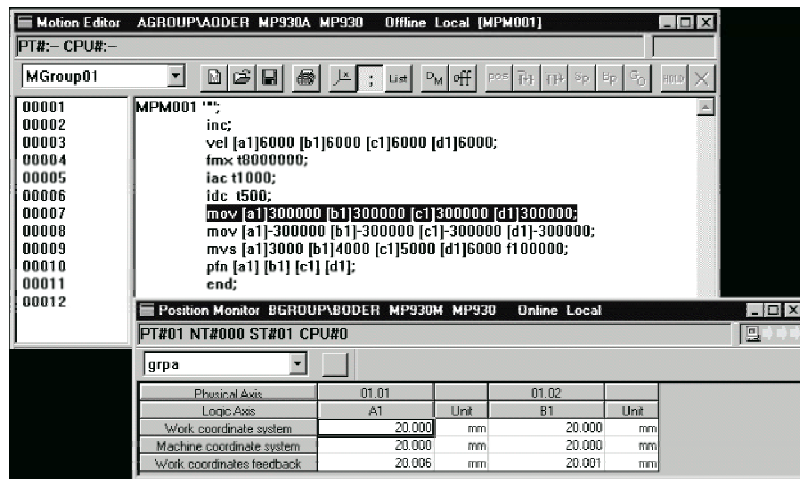 Motion Editor AGROUP\AODER MP930A MP930 Offline Local [MPM001]
PT#:– CPU#:–
MGroup01
; List DM off pos HOLD
00001 MPM001 "";
00002 inc;
00003 vel [a1]6000 [b1]6000 [c1]6000 [d1]6000;
00004 fmx t8000000;
00005 iac t1000;
00006 idc t500;
00007 mov [a1]300000 [b1]300000 [c1]300000 [d1]300000;
00008 mov [a1]-300000 [b1]-300000 [c1]-300000 [d1]-300000;
00009 mvs [a1]3000 [b1]4000 [c1]5000 [d1]6000 f100000;
00010 pfn [a1] [b1] [c1] [d1];
00011 end;
00012
Position Monitor BGROUP\BODER MP930M MP930 Online Local
PT#01 NT#000 ST#01 CPU#0
grpa
Physical Axis 01.01 01.02
Logic Axis A1 Unit B1 Unit
Work coordinate system 20.000 mm 20.000 mm
Machine coordinate system 20.000 mm 20.000 mm
Work coordinates feedback 20.006 mm 20.001 mm